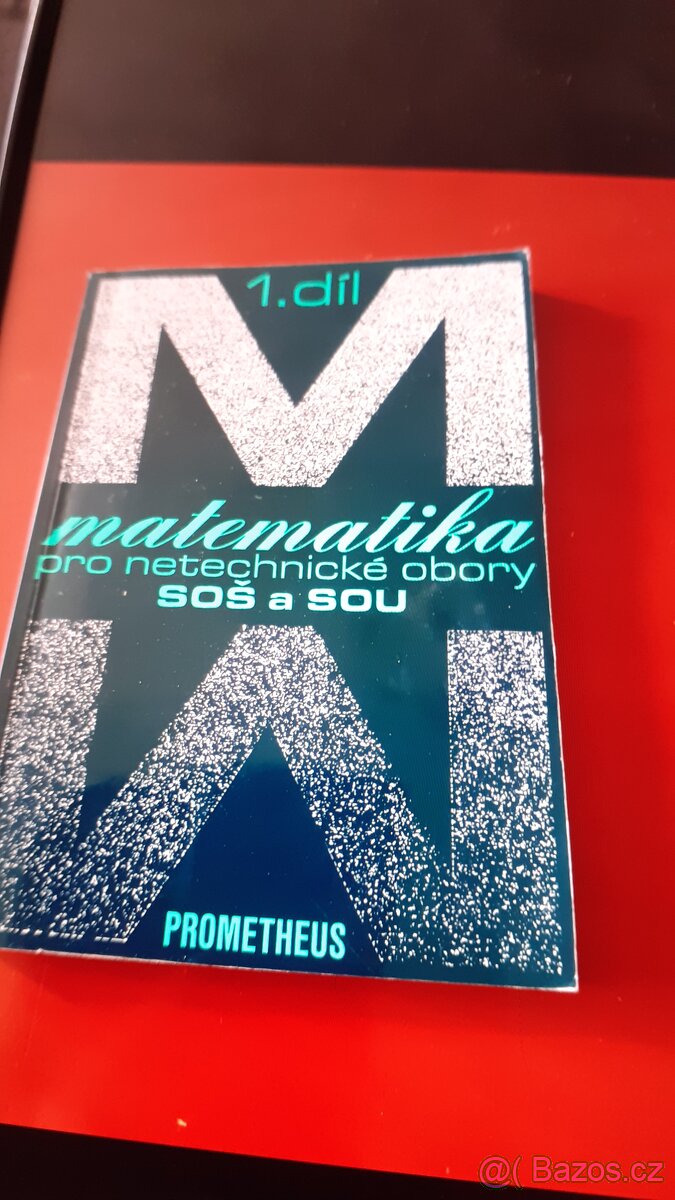 1.díl
M
matematika
pro netechnické obory
SOŠ a SOU
M
PROMETHEUS
@( Bazos.cz